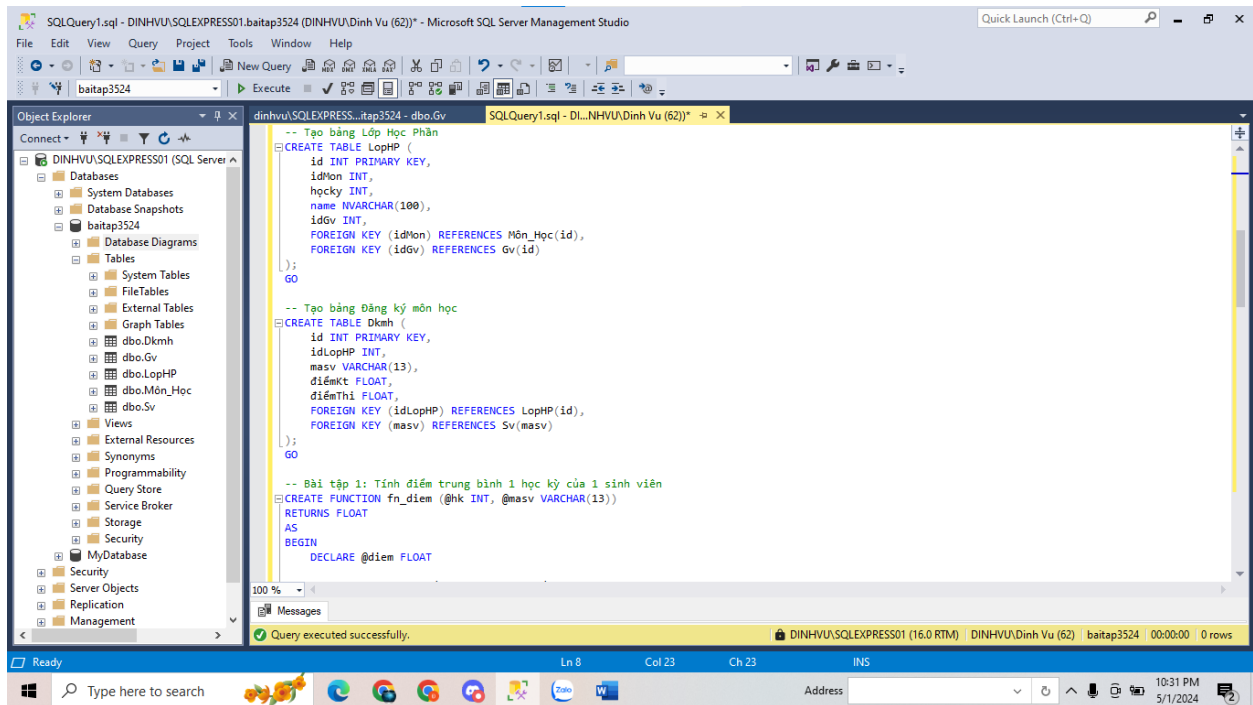 SQLQuery1.sql - DINHVU\SQLEXPRESS01.baitap3524 (DINHVU\Dinh Vu (62))* - Microsoft SQL Server Management Studio
Quick Launch (Ctrl+Q)
File Edit View Query Project Tools Window Help
New Query
baitap3524
Execute
Object Explorer
dinhvu\SQLEXPRESS...itap3524 - dbo.Gv
SQLQuery1.sql - DI...NHVU\Dinh Vu (62))*
Connect
DINHVU\SQLEXPRESS01 (SQL Server
Databases
System Databases
Database Snapshots
baitap3524
Database Diagrams
Tables
System Tables
FileTables
External Tables
Graph Tables
dbo.Dkmh
dbo.Gv
dbo.LopHP
dbo.Môn_Học
dbo.Sv
Views
External Resources
Synonyms
Programmability
Query Store
Service Broker
Storage
Security
MyDatabase
Security
Server Objects
Replication
Management
-- Tạo bảng Lớp Học Phần
CREATE TABLE LopHP (
id INT PRIMARY KEY,
idMon INT,
họcky INT,
name NVARCHAR(100),
idGv INT,
FOREIGN KEY (idMon) REFERENCES Môn_Học(id),
FOREIGN KEY (idGv) REFERENCES Gv(id)
);
GO
-- Tạo bảng Đăng ký môn học
CREATE TABLE Dkmh (
id INT PRIMARY KEY,
idLopHP INT,
masv VARCHAR(13),
điểmKt FLOAT,
điểmThi FLOAT,
FOREIGN KEY (idLopHP) REFERENCES LopHP(id),
FOREIGN KEY (masv) REFERENCES Sv(masv)
);
GO
-- Bài tập 1: Tính điểm trung bình 1 học kỳ của 1 sinh viên
CREATE FUNCTION fn_diem (@hk INT, @masv VARCHAR(13))
RETURNS FLOAT
AS
BEGIN
DECLARE @diem FLOAT
100 %
Messages
Query executed successfully.
DINHVU\SQLEXPRESS01 (16.0 RTM) DINHVU\Dinh Vu (62) baitap3524 00:00:00 0 rows
Ready
Ln 8 Col 23 Ch 23 INS
Type here to search
Zalo
Address
10:31 PM
5/1/2024
2